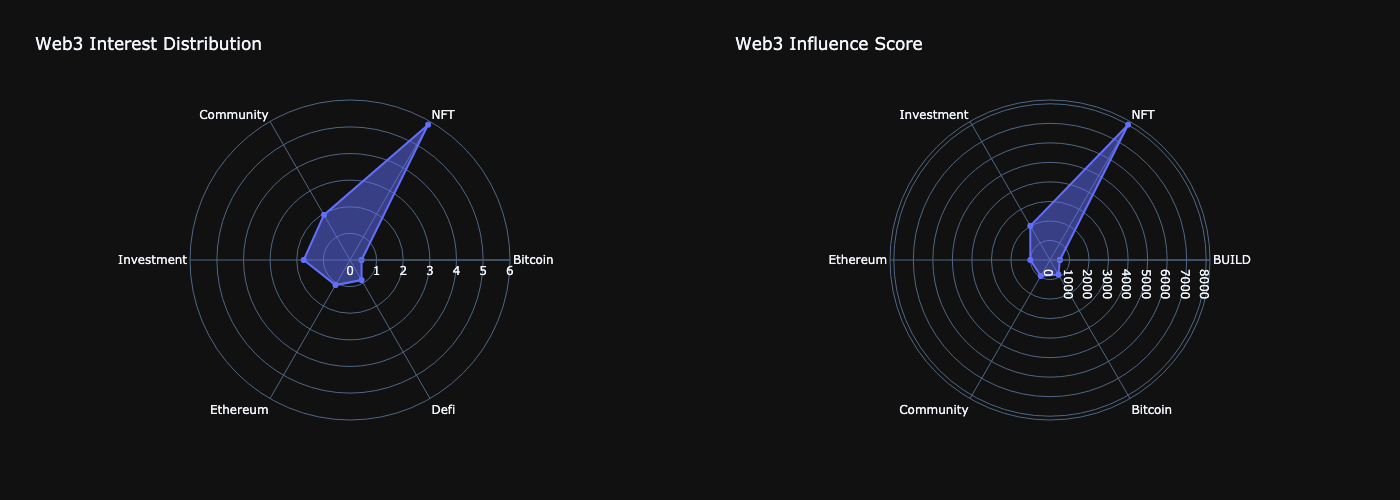 Web3 Interest Distribution
Community
NFT
Investment
Bitcoin
0 1 2 3 4 5 6
Ethereum
Defi
Web3 Influence Score
Investment
NFT
Ethereum
BUILD
0 1000 2000 3000 4000 5000 6000 7000 8000
Community
Bitcoin